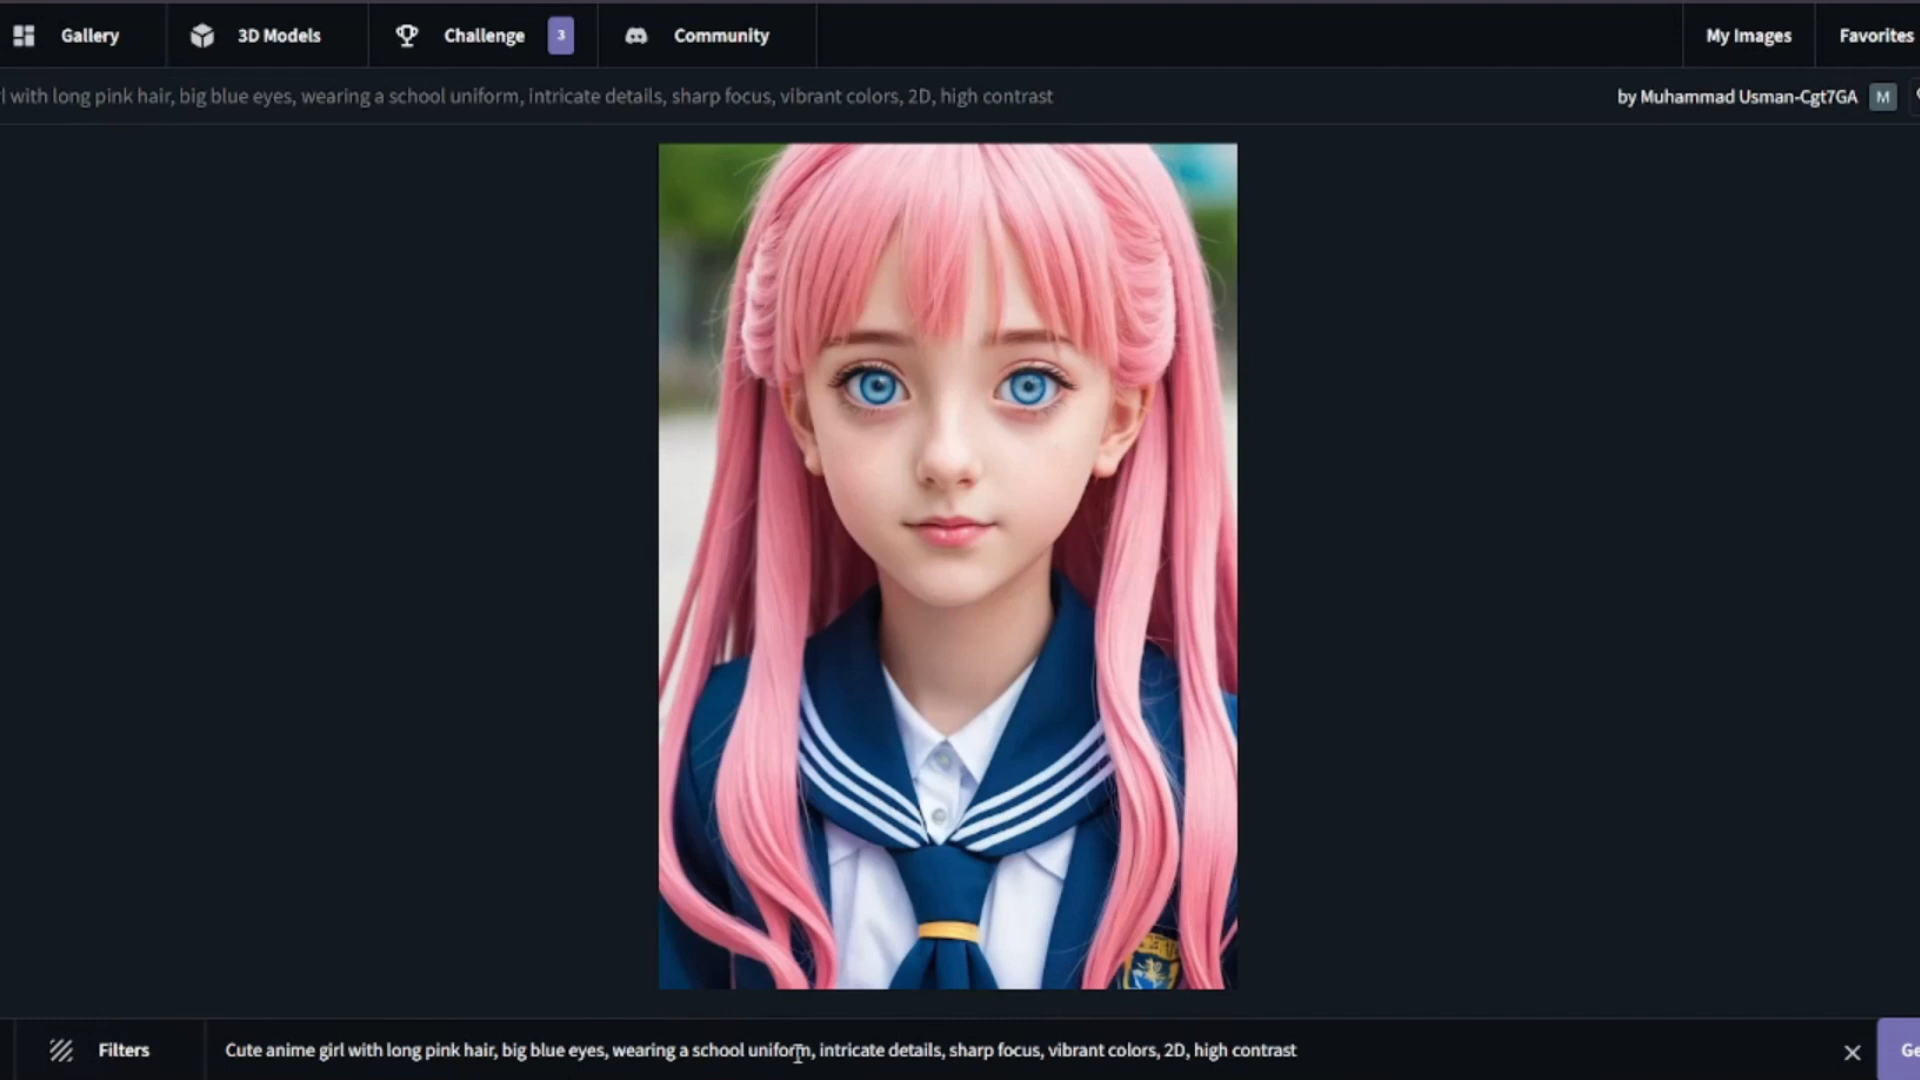 Gallery
3D Models
Challenge
3
Community
My Images
Favorites
l with long pink hair, big blue eyes, wearing a school uniform, intricate details, sharp focus, vibrant colors, 2D, high contrast
by Muhammad Usman-Cgt7GA
M
Filters
Cute anime girl with long pink hair, big blue eyes, wearing a school uniform, intricate details, sharp focus, vibrant colors, 2D, high contrast
Ge